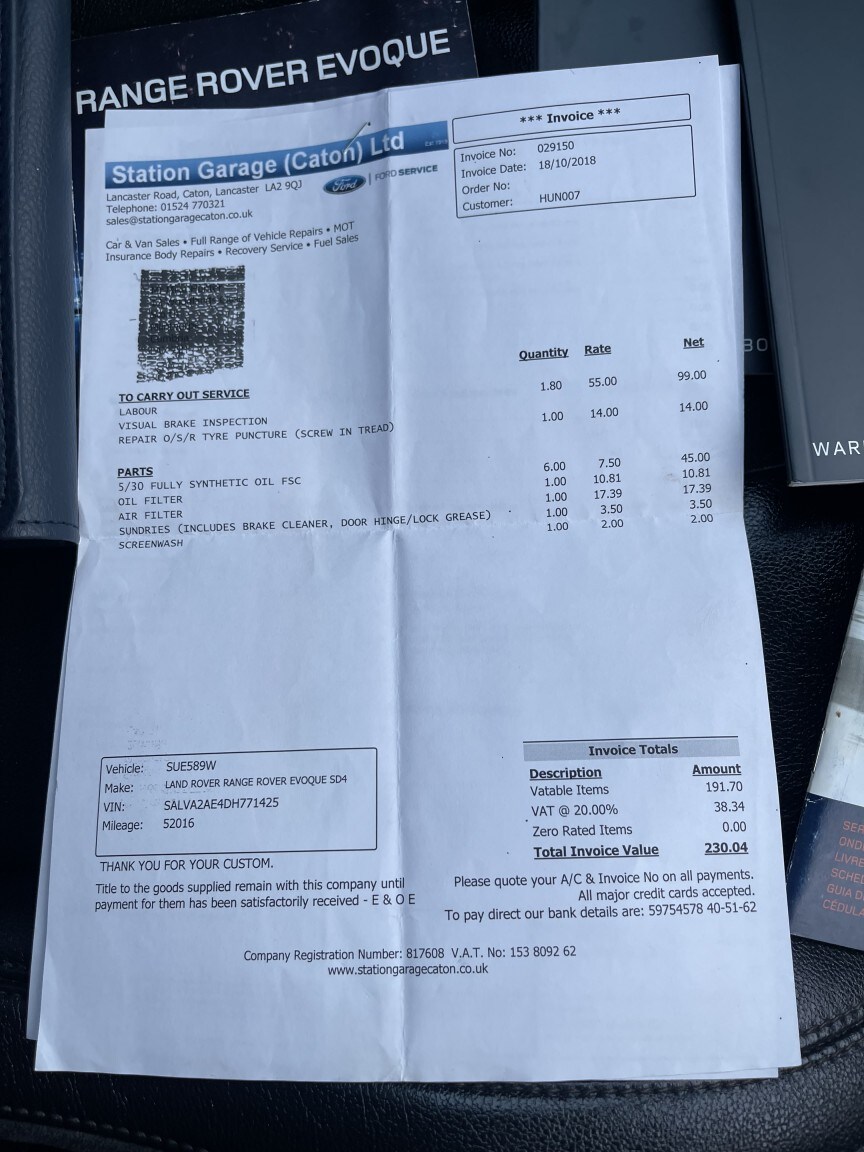 RANGE ROVER EVOQUE
Station Garage (Caton) Ltd
Ford
FORD SERVICE
Lancaster Road, Caton, Lancaster LA2 9QJ
Telephone: 01524 770321
sales@stationgaragecaton.co.uk
Car & Van Sales • Full Range of Vehicle Repairs • MOT
Insurance Body Repairs • Recovery Service • Fuel Sales
*** Invoice ***
Invoice No: 029150
Invoice Date: 18/10/2018
Order No:
Customer: HUN007
Quantity Rate Net
TO CARRY OUT SERVICE
LABOUR 1.80 55.00 99.00
VISUAL BRAKE INSPECTION
REPAIR O/S/R TYRE PUNCTURE (SCREW IN TREAD) 1.00 14.00 14.00
PARTS
5/30 FULLY SYNTHETIC OIL FSC 6.00 7.50 45.00
OIL FILTER 1.00 10.81 10.81
AIR FILTER 1.00 17.39 17.39
SUNDRIES (INCLUDES BRAKE CLEANER, DOOR HINGE/LOCK GREASE) 1.00 3.50 3.50
SCREENWASH 1.00 2.00 2.00
Vehicle: SUE589W
Make: LAND ROVER RANGE ROVER EVOQUE SD4
VIN: SALVA2AE4DH771425
Mileage: 52016
Invoice Totals
Description Amount
Vatable Items 191.70
VAT @ 20.00% 38.34
Zero Rated Items 0.00
Total Invoice Value 230.04
THANK YOU FOR YOUR CUSTOM.
Title to the goods supplied remain with this company until
payment for them has been satisfactorily received - E & O E
Please quote your A/C & Invoice No on all payments.
All major credit cards accepted.
To pay direct our bank details are: 59754578 40-51-62
Company Registration Number: 817608 V.A.T. No: 153 8092 62
www.stationgaragecaton.co.uk
BO
WAR
SER
OND
LIVRE
SCHED
GUIA D
CÉDULA